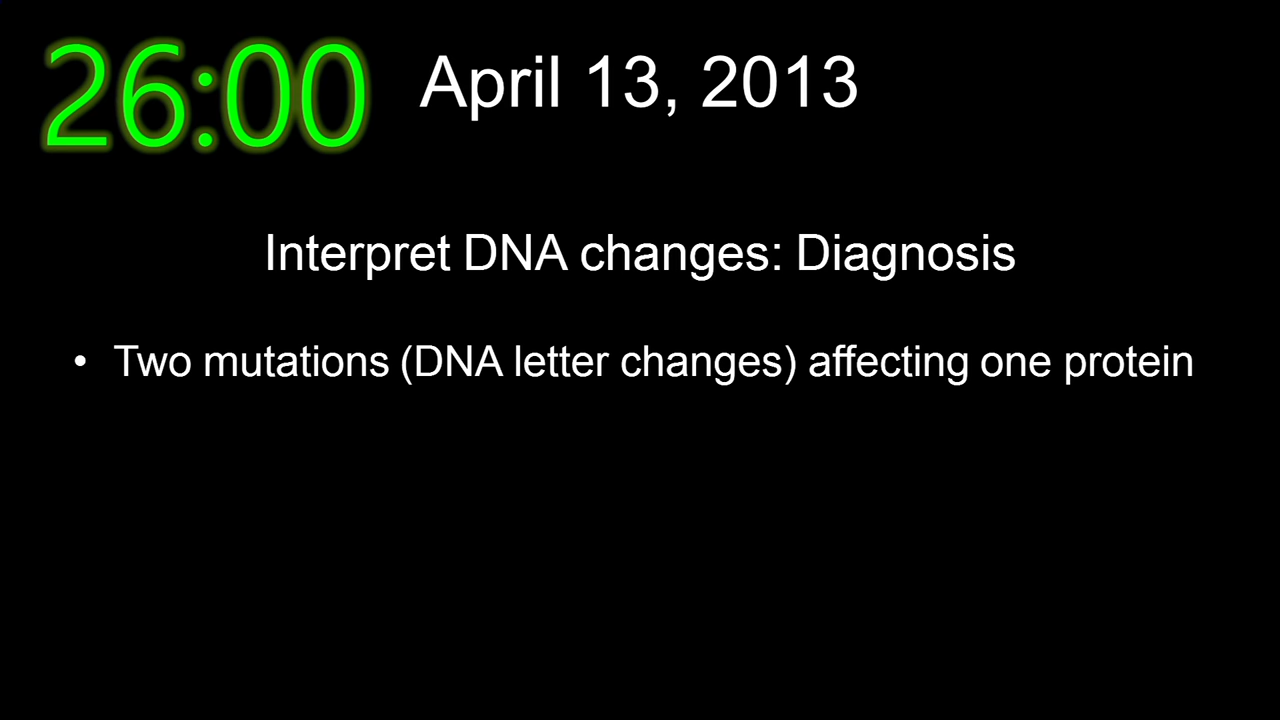 26:00
April 13, 2013
Interpret DNA changes: Diagnosis
• Two mutations (DNA letter changes) affecting one protein